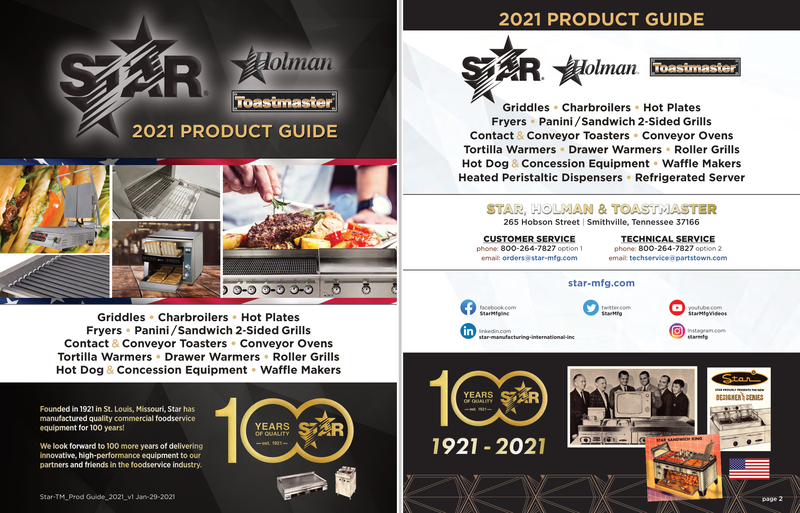 STAR®
Holman
Toastmaster®
2021 PRODUCT GUIDE
Griddles • Charbroilers • Hot Plates
Fryers • Panini/Sandwich 2-Sided Grills
Contact & Conveyor Toasters • Conveyor Ovens
Tortilla Warmers • Drawer Warmers • Roller Grills
Hot Dog & Concession Equipment • Waffle Makers
Founded in 1921 in St. Louis, Missouri, Star has
manufactured quality commercial foodservice
equipment for 100 years!
We look forward to 100 more years of delivering
innovative, high-performance equipment to our
partners and friends in the foodservice industry.
100
YEARS
OF QUALITY
—est. 1921—
STAR
Star-TM_Prod Guide_2021_v1 Jan-29-2021
2021 PRODUCT GUIDE
STAR®
Holman
Toastmaster
Griddles • Charbroilers • Hot Plates
Fryers • Panini/Sandwich 2-Sided Grills
Contact & Conveyor Toasters • Conveyor Ovens
Tortilla Warmers • Drawer Warmers • Roller Grills
Hot Dog & Concession Equipment • Waffle Makers
Heated Peristaltic Dispensers • Refrigerated Server
STAR, HOLMAN & TOASTMASTER
265 Hobson Street | Smithville, Tennessee 37166
CUSTOMER SERVICE
phone: 800-264-7827 option 1
email: orders@star-mfg.com
TECHNICAL SERVICE
phone: 800-264-7827 option 2
email: techservice@partstown.com
star-mfg.com
facebook.com
StarMfgInc
twitter.com
StarMfg
youtube.com
StarMfgVideos
linkedin.com
star-manufacturing-international-inc
Instagram.com
starmfg
100
YEARS
OF QUALITY
—est. 1921—
STAR
1921 - 2021
Star
STAR PROUDLY PRESENTS THE NEW
DESIGNER SERIES
STAR SANDWICH KING
page 2